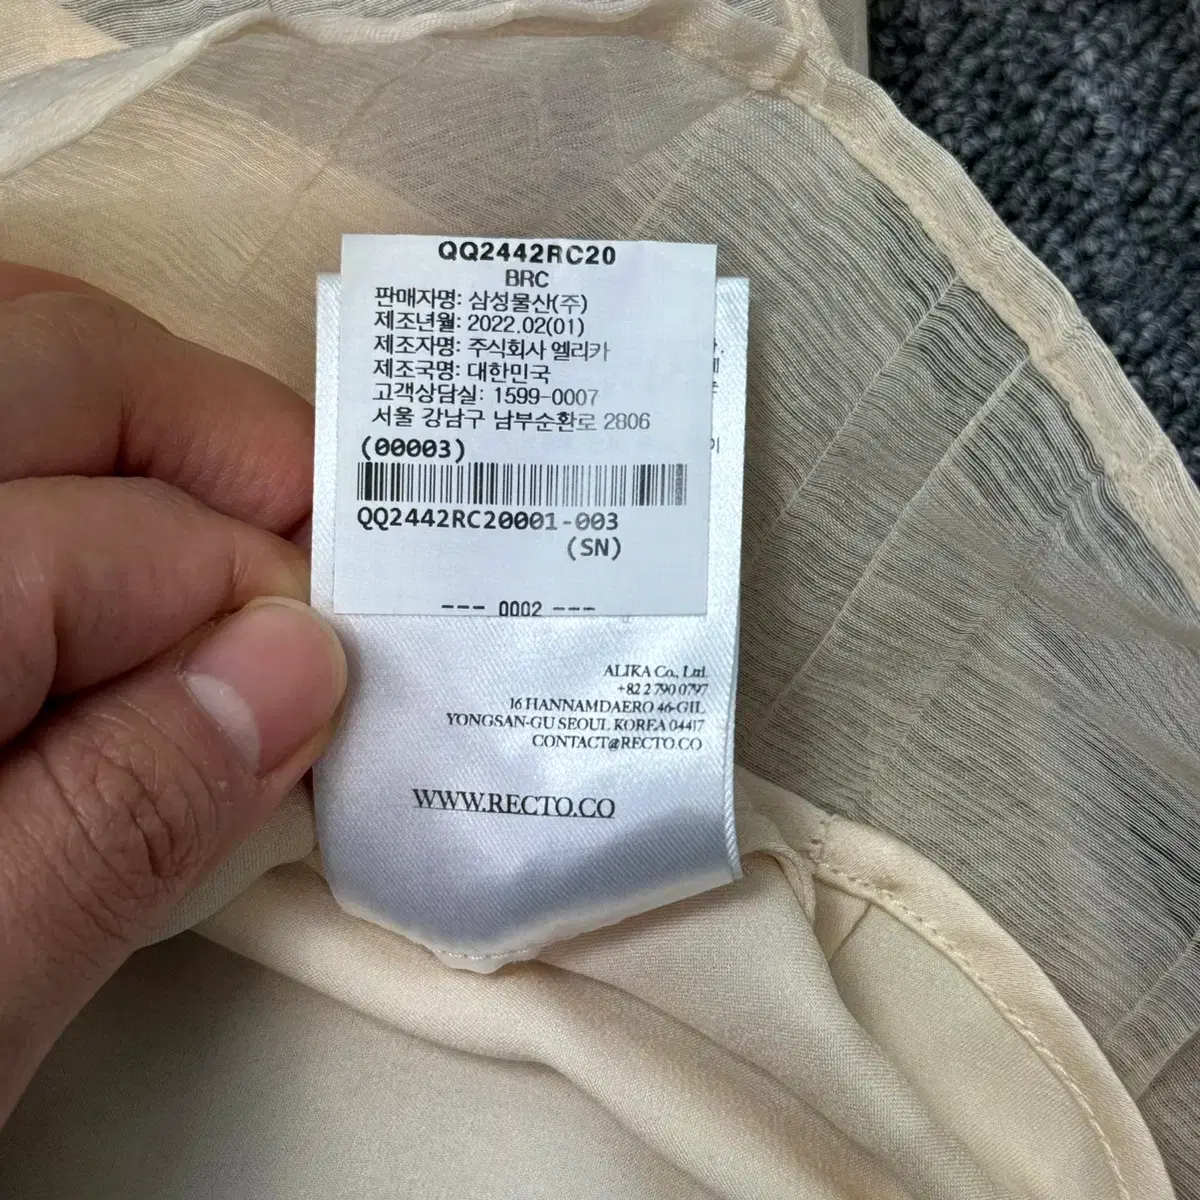 QQ2442RC20
BRC
판매자명: 삼성물산(주)
제조년월: 2022.02(01)
제조자명: 주식회사 엘리카
제조국명: 대한민국
고객상담실: 1599-0007
서울 강남구 남부순환로 2806
(00003)
QQ2442RC20001-003
(SN)
--- 0002 ---
ALIKA Co., Ltd.
+82 2 790 0797
16 HANNAMDAERO 46-GIL
YONGSAN-GU SEOUL KOREA 04417
CONTACT@RECTO.CO
WWW.RECTO.CO